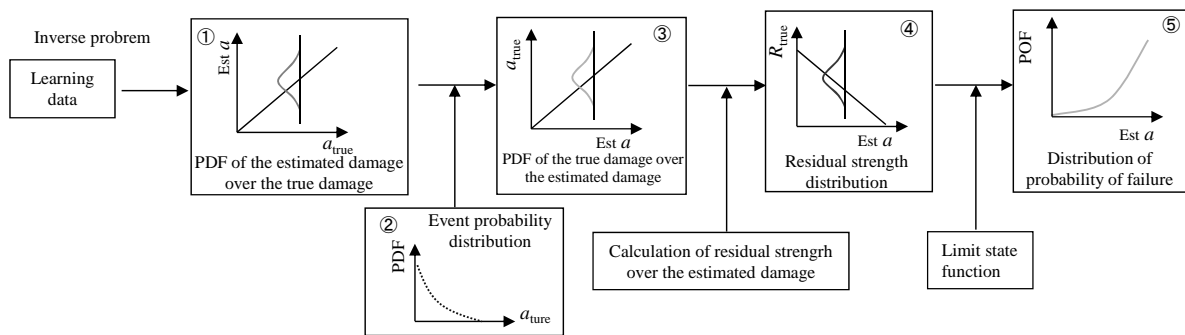 Inverse probrem
Learning
data
①
Est a
a_true
PDF of the estimated damage
over the true damage
②
Event probability
distribution
PDF
a_ture
③
a_true
Est a
PDF of the true damage over
the estimated damage
Calculation of residual strengrh
over the estimated damage
④
R_true
Est a
Residual strength
distribution
Limit state
function
⑤
POF
Est a
Distribution of
probability of failure